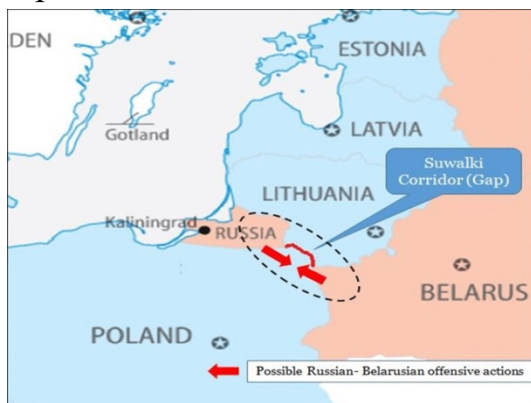 DEN
ESTONIA
Gotland
LATVIA
Suwalki
Corridor (Gap)
LITHUANIA
Kaliningrad
RUSSIA
BELARUS
POLAND
Possible Russian- Belarusian offensive actions